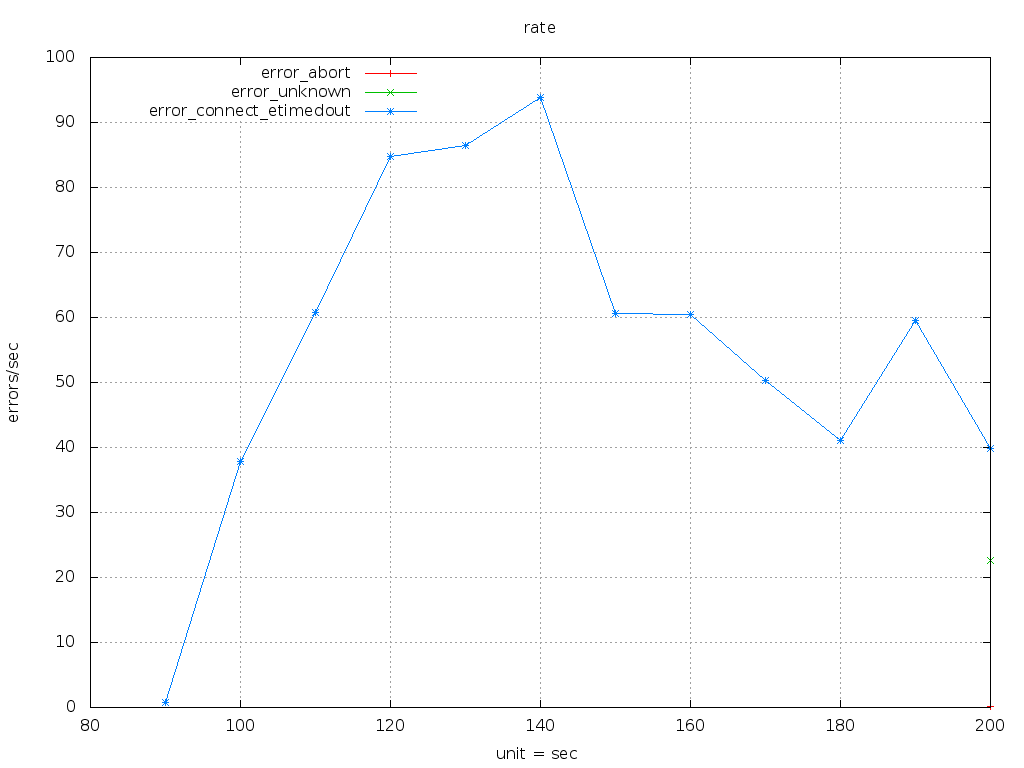 rate
error_abort
error_unknown
error_connect_etimedout
100
90
80
70
60
50
40
30
20
10
0
errors/sec
80 100 120 140 160 180 200
unit = sec